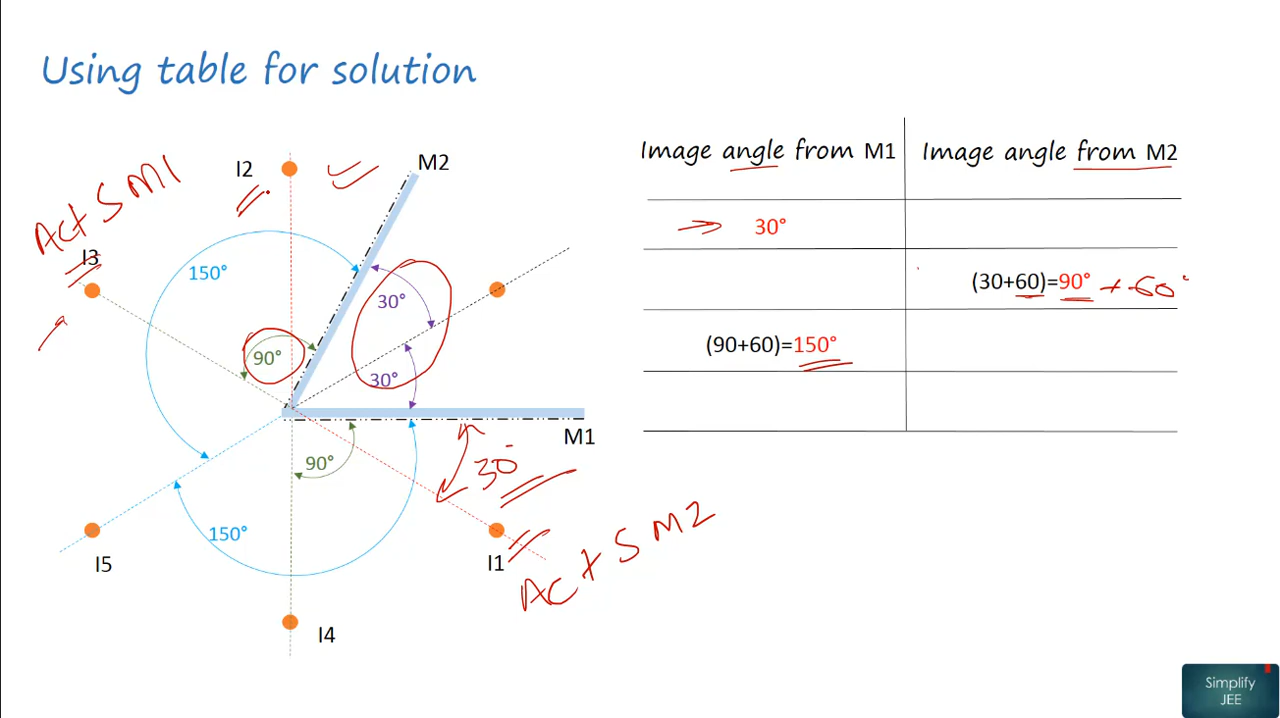 Using table for solution
I2
M2
ACT S M1
I3
150°
30°
90°
30°
M1
90°
30°
150°
I1
ACT S M2
I5
I4
Image angle from M1
Image angle from M2
30°
(30+60)=90° + 60°
(90+60)=150°
Simplify
JEE